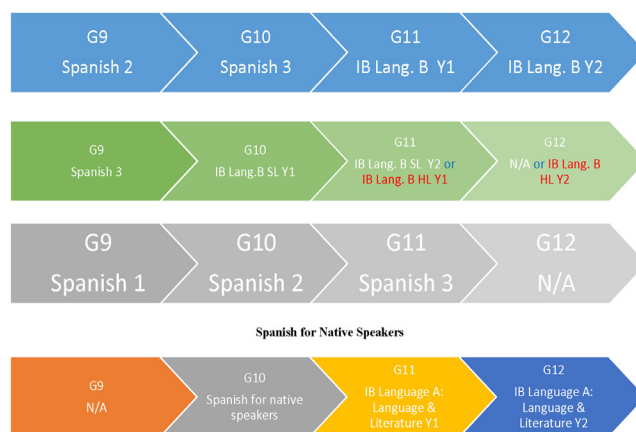 G9
Spanish 2
G10
Spanish 3
G11
IB Lang. B Y1
G12
IB Lang. B Y2
G9
Spanish 3
G10
IB Lang.B SL Y1
G11
IB Lang. B SL Y2 or
IB Lang. B HL Y1
G12
N/A or IB Lang. B
HL Y2
G9
Spanish 1
G10
Spanish 2
G11
Spanish 3
G12
N/A
Spanish for Native Speakers
G9
N/A
G10
Spanish for native
speakers
G11
IB Language A:
Language &
Literature Y1
G12
IB Language A:
Language &
Literature Y2